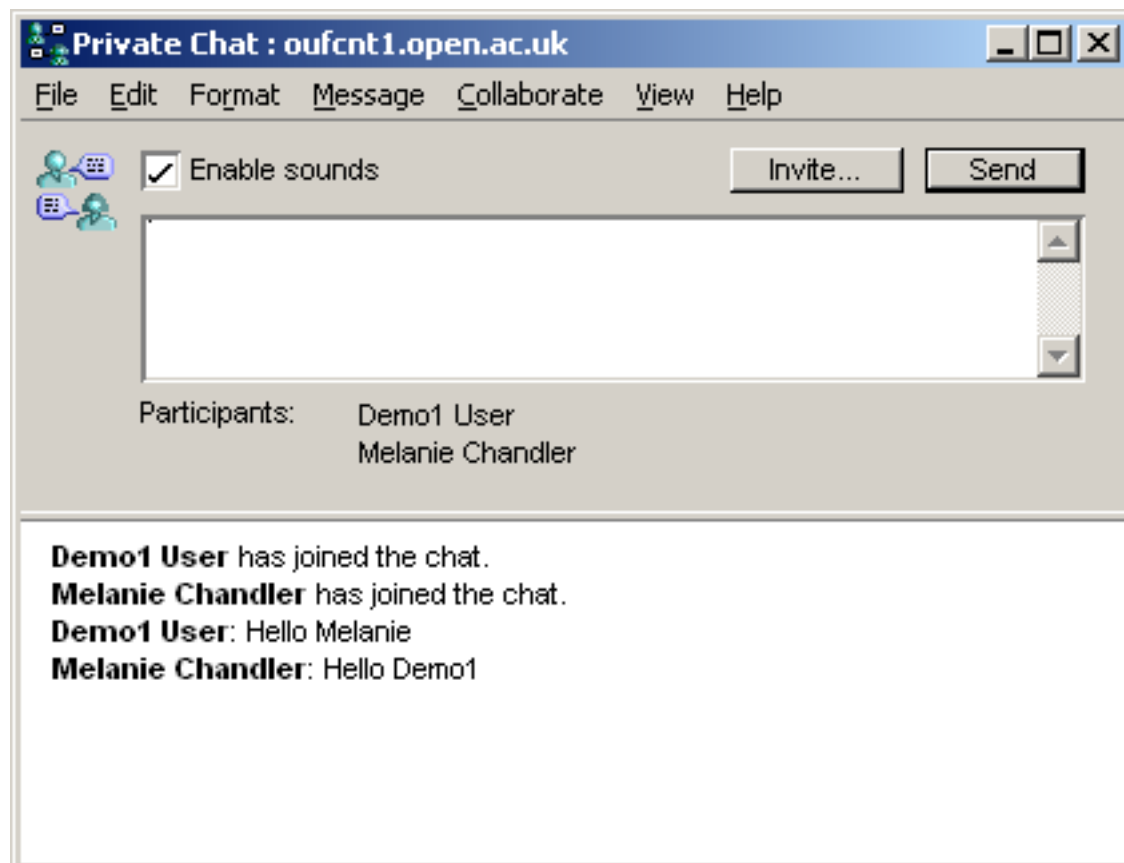 Private Chat : oufcnt1.open.ac.uk
File Edit Format Message Collaborate View Help
Enable sounds Invite... Send
Participants: Demo1 User
Melanie Chandler
Demo1 User has joined the chat.
Melanie Chandler has joined the chat.
Demo1 User: Hello Melanie
Melanie Chandler: Hello Demo1